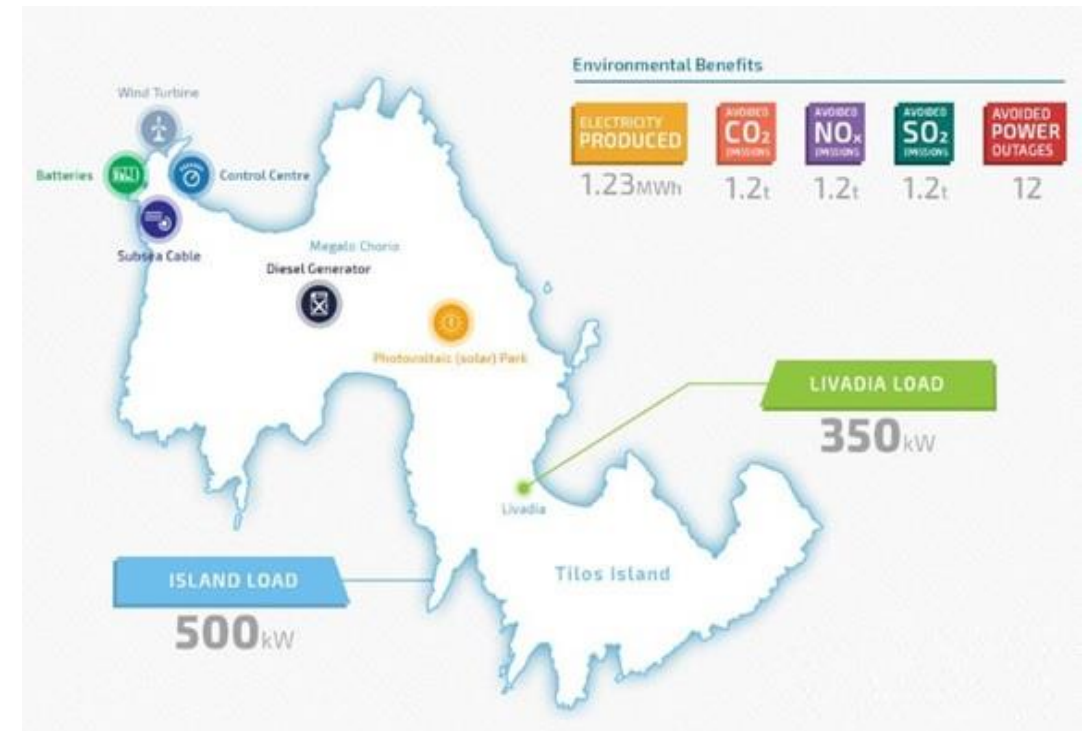 Environmental Benefits
ELECTRICITY
PRODUCED
1.23MWh
AVOIDED
CO₂
EMISSIONS
1.2t
AVOIDED
NOₓ
EMISSIONS
1.2t
AVOIDED
SO₂
EMISSIONS
1.2t
AVOIDED
POWER
OUTAGES
12
Wind Turbine
Batteries
Control Centre
Subsea Cable
Megalo Chorio
Diesel Generator
Photovoltaic (solar) Park
LIVADIA LOAD
350kW
Livadia
Tilos Island
ISLAND LOAD
500kW